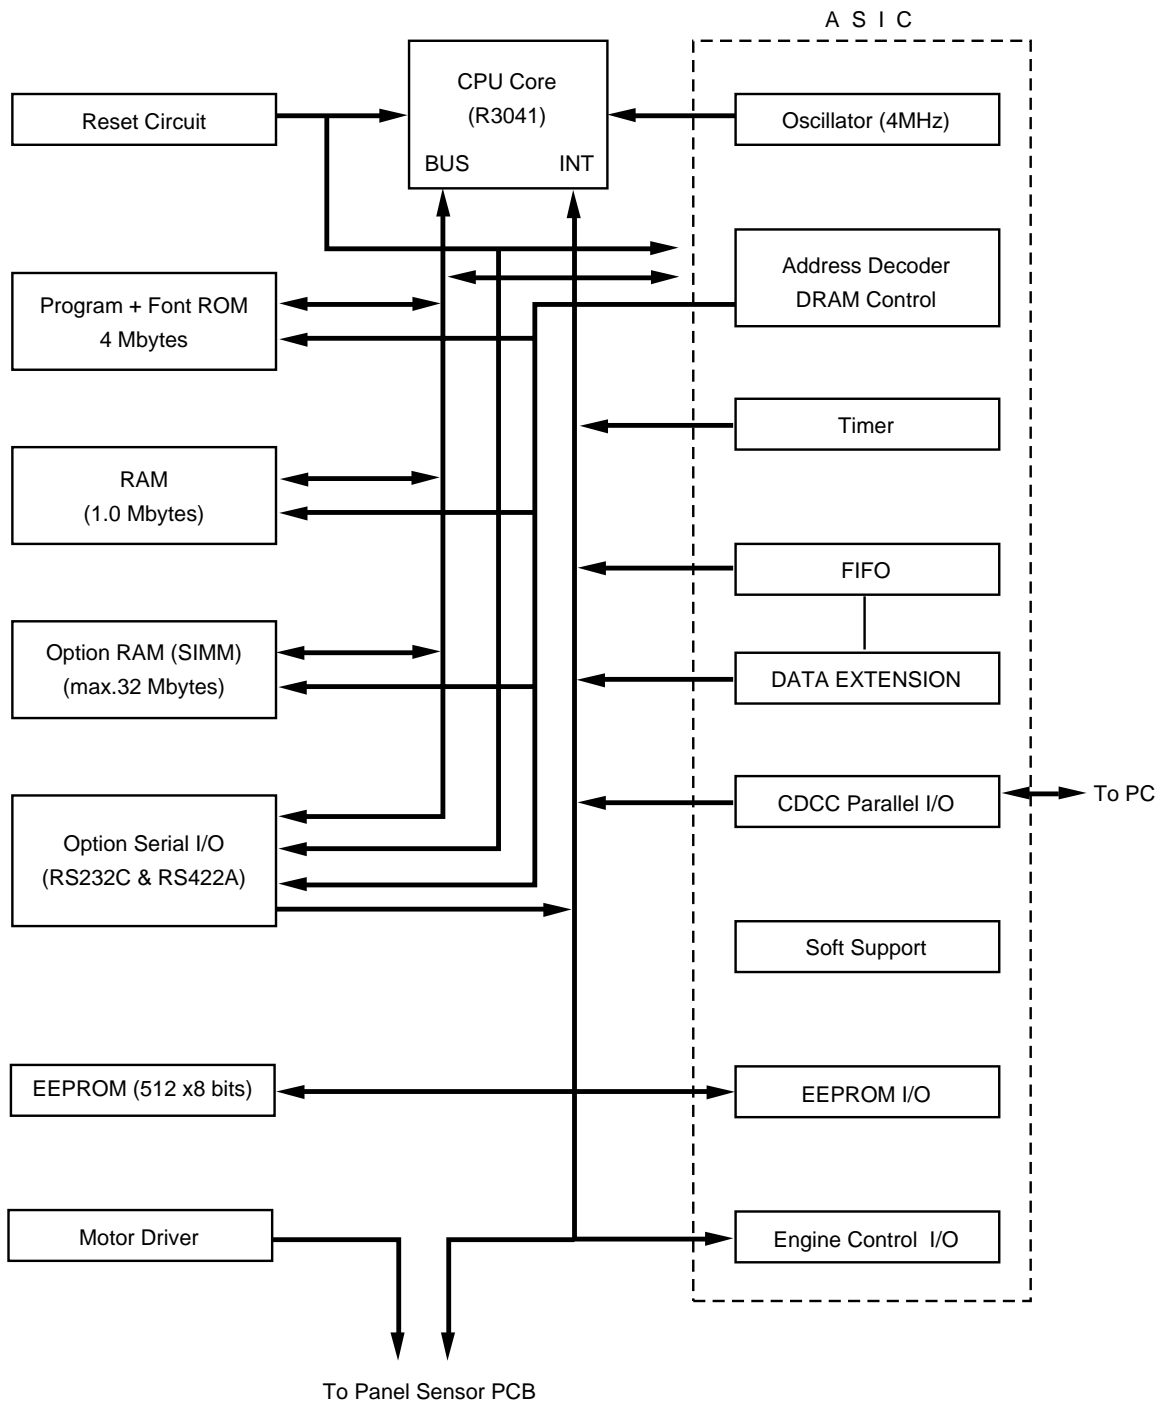 A S I C
CPU Core
(R3041)
BUS INT
Reset Circuit
Oscillator (4MHz)
Address Decoder
DRAM Control
Program + Font ROM
4 Mbytes
Timer
RAM
(1.0 Mbytes)
FIFO
Option RAM (SIMM)
(max.32 Mbytes)
DATA EXTENSION
CDCC Parallel I/O
To PC
Option Serial I/O
(RS232C & RS422A)
Soft Support
EEPROM (512 x8 bits)
EEPROM I/O
Motor Driver
Engine Control I/O
To Panel Sensor PCB